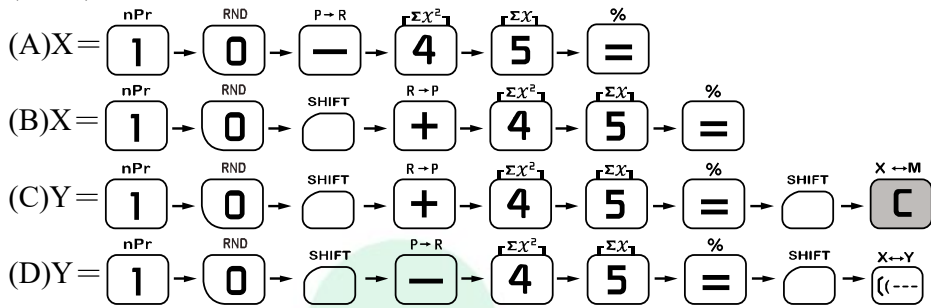 nPr RND P→R ┌ΣX²┐ ┌ΣX┐ %
(A)X= 1 → 0 → − → 4 → 5 → =
nPr RND SHIFT R→P ┌ΣX²┐ ┌ΣX┐ %
(B)X= 1 → 0 → → + → 4 → 5 → =
nPr RND SHIFT R→P ┌ΣX²┐ ┌ΣX┐ % SHIFT X↔M
(C)Y= 1 → 0 → → + → 4 → 5 → = → → C
nPr RND SHIFT P→R ┌ΣX²┐ ┌ΣX┐ % SHIFT X↔Y
(D)Y= 1 → 0 → → − → 4 → 5 → = → → [(---